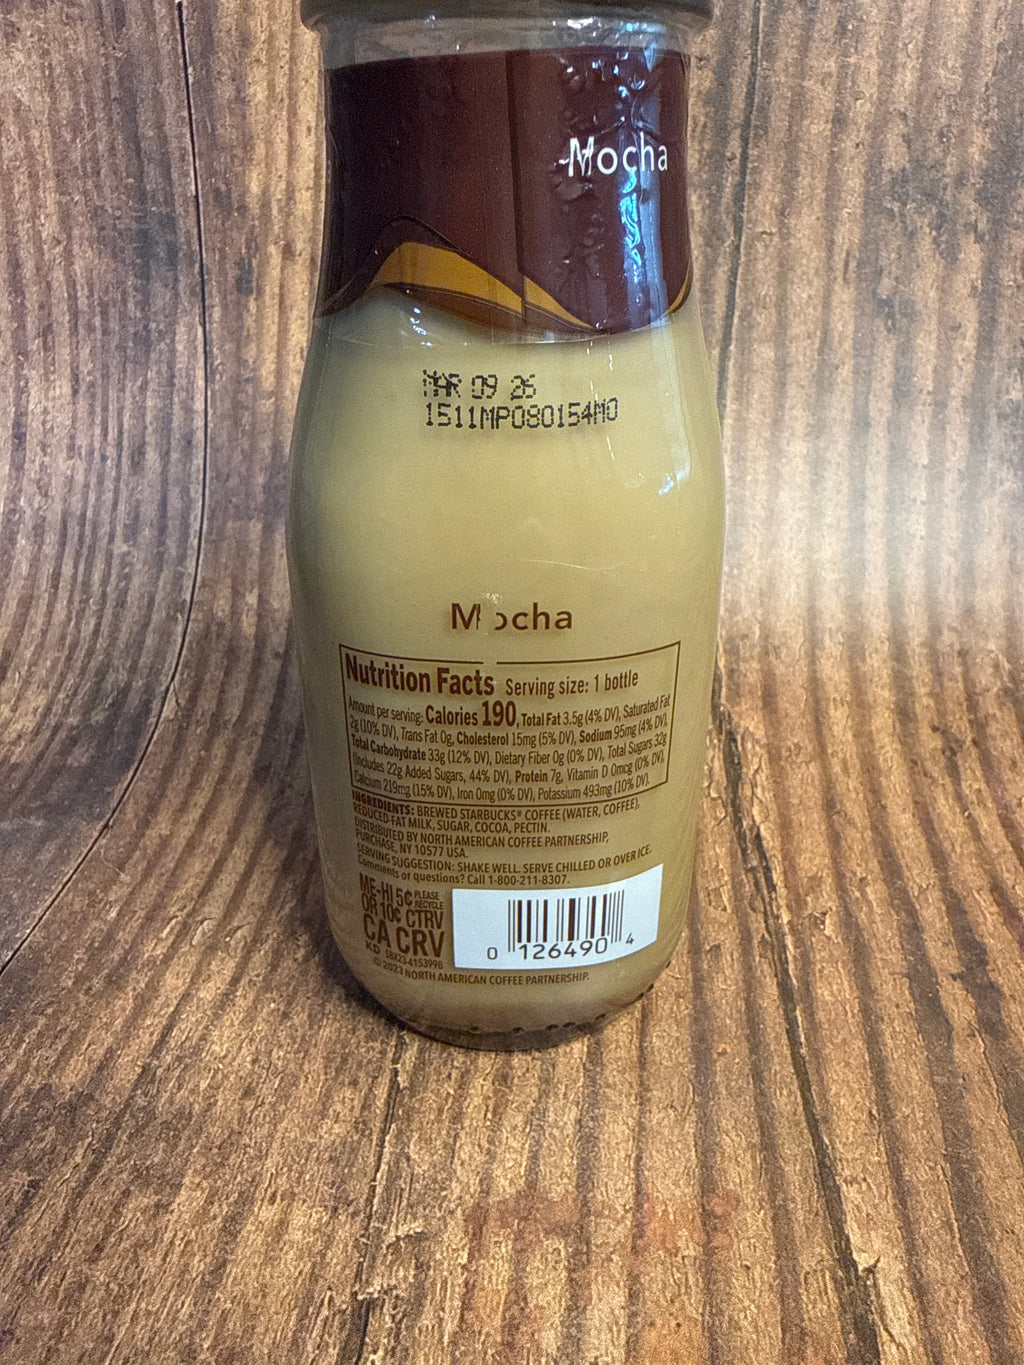 Mocha
MAR 09 26
1511MP080154MO
Mocha
Nutrition Facts Serving size: 1 bottle
Amount per serving: Calories 190, Total Fat 3.5g (4% DV), Saturated Fat
2g (10% DV), Trans Fat 0g, Cholesterol 15mg (5% DV), Sodium 95mg (4% DV),
Total Carbohydrate 33g (12% DV), Dietary Fiber 0g (0% DV), Total Sugars 32g
(Includes 22g Added Sugars, 44% DV), Protein 7g, Vitamin D 0mcg (0% DV),
Calcium 219mg (15% DV), Iron 0mg (0% DV), Potassium 493mg (10% DV).
INGREDIENTS: BREWED STARBUCKS® COFFEE (WATER, COFFEE),
REDUCED-FAT MILK, SUGAR, COCOA, PECTIN.
DISTRIBUTED BY NORTH AMERICAN COFFEE PARTNERSHIP,
PURCHASE, NY 10577 USA.
SERVING SUGGESTION: SHAKE WELL. SERVE CHILLED OR OVER ICE.
Comments or questions? Call 1-800-211-8307.
ME-HI 5¢ PLEASE RECYCLE
OR 10¢ CTRV
CA CRV
KD SBX23-4153998
0 126490 4
© 2023 NORTH AMERICAN COFFEE PARTNERSHIP.